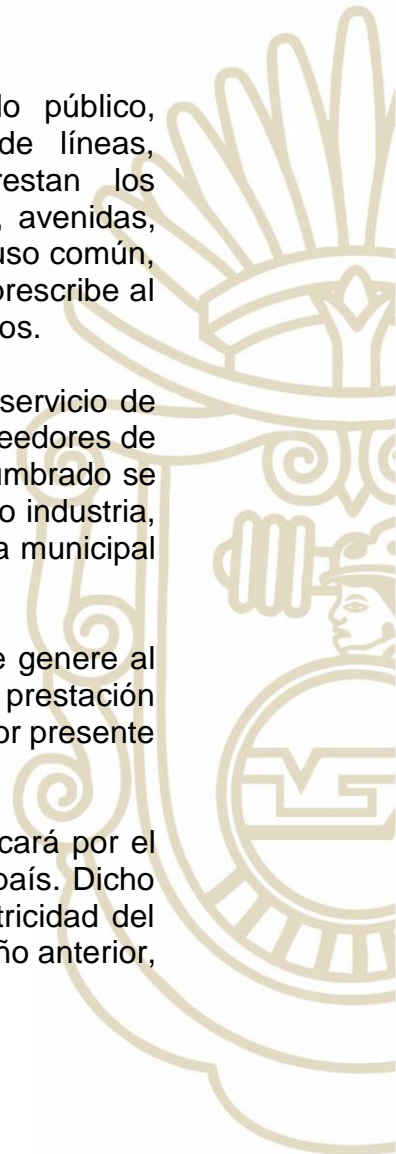 lo público,
de líneas,
restan los
, avenidas,
uso común,
prescribe al
os.
servicio de
eedores de
umbrado se
o industria,
a municipal
e genere al
prestación
or presente
cará por el
país. Dicho
tricidad del
ño anterior,